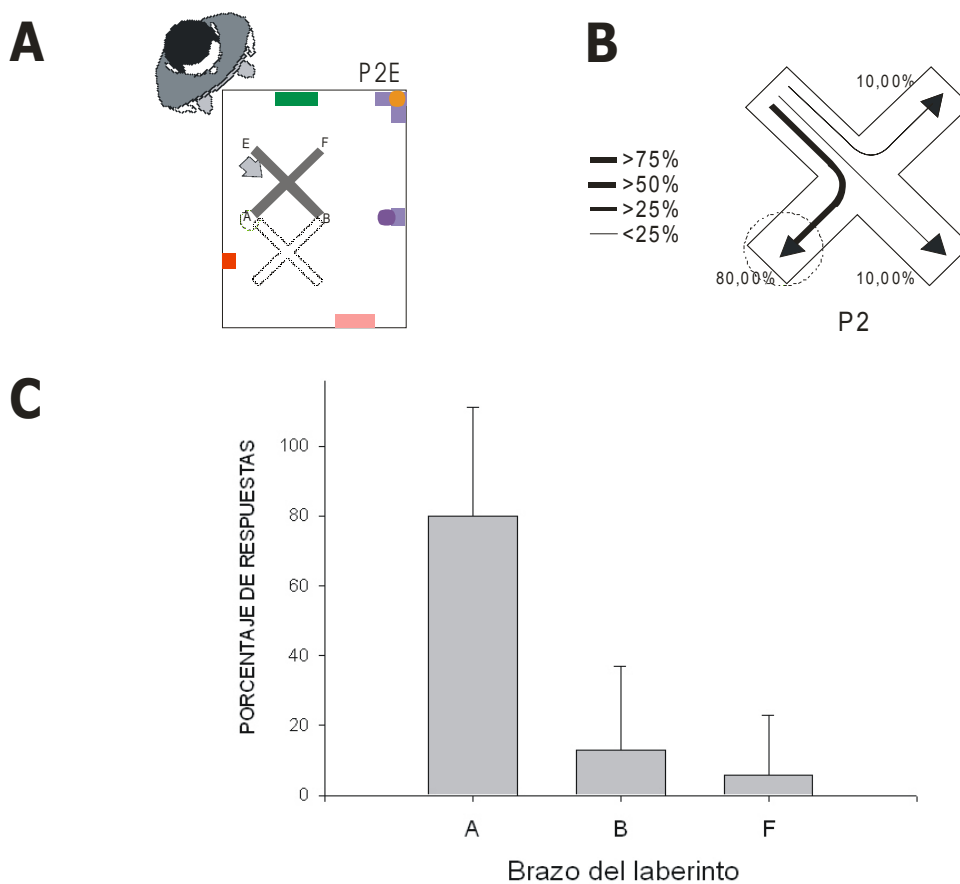 A
P2E
E
F
A
B
B
10,00%
>75%
>50%
>25%
<25%
80,00%
10,00%
P2
C
PORCENTAJE DE RESPUESTAS
100
80
60
40
20
0
A
B
F
Brazo del laberinto